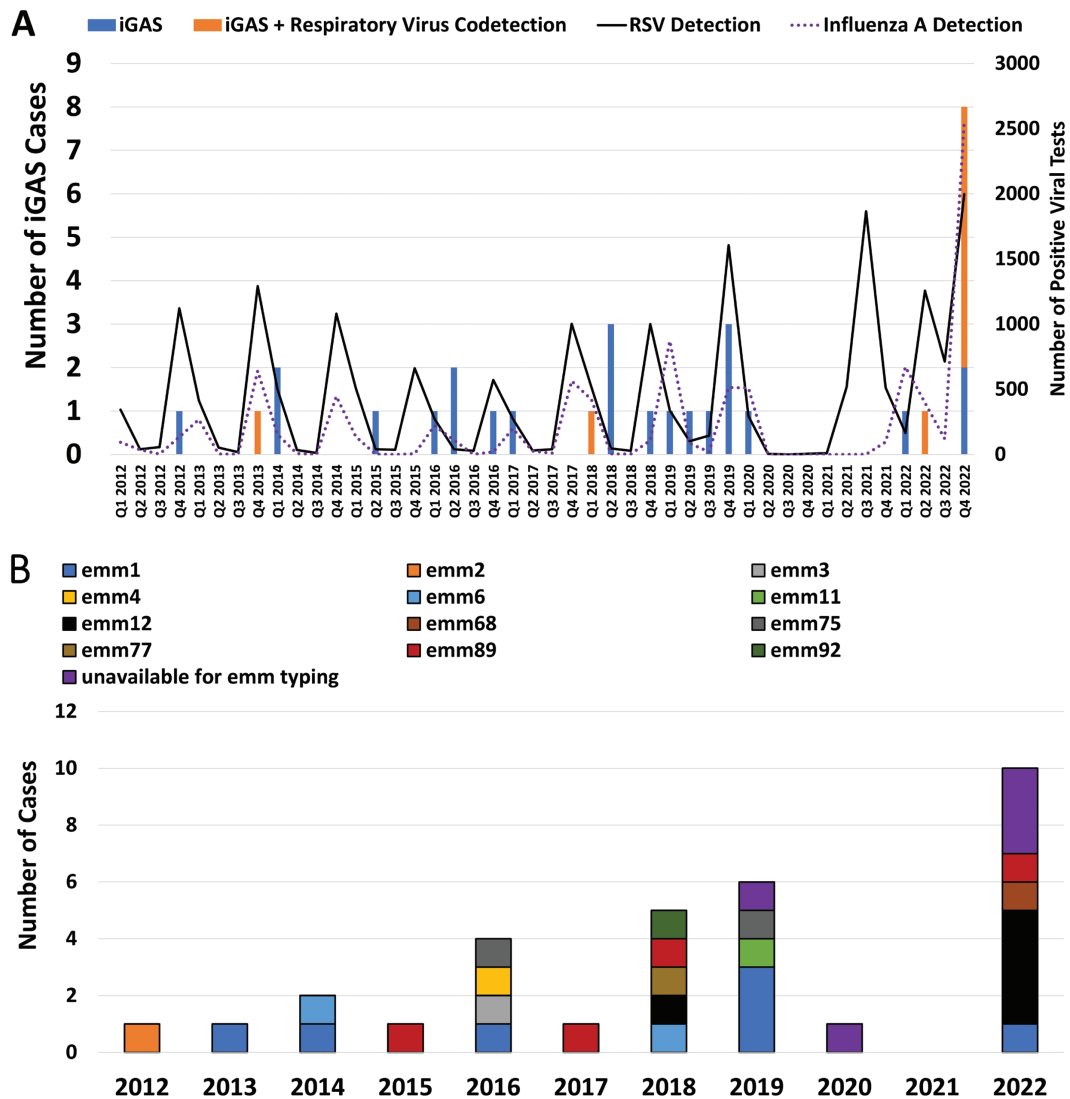 A
iGAS iGAS + Respiratory Virus Codetection RSV Detection Influenza A Detection
Number of iGAS Cases
9
8
7
6
5
4
3
2
1
0
3000
2500
2000
1500
1000
500
0
Number of Positive Viral Tests
Q1 2012
Q2 2012
Q3 2012
Q4 2012
Q1 2013
Q2 2013
Q3 2013
Q4 2013
Q1 2014
Q2 2014
Q3 2014
Q4 2014
Q1 2015
Q2 2015
Q3 2015
Q4 2015
Q1 2016
Q2 2016
Q3 2016
Q4 2016
Q1 2017
Q2 2017
Q3 2017
Q4 2017
Q1 2018
Q2 2018
Q3 2018
Q4 2018
Q1 2019
Q2 2019
Q3 2019
Q4 2019
Q1 2020
Q2 2020
Q3 2020
Q4 2020
Q1 2021
Q2 2021
Q3 2021
Q4 2021
Q1 2022
Q2 2022
Q3 2022
Q4 2022
B
emm1 emm2 emm3
emm4 emm6 emm11
emm12 emm68 emm75
emm77 emm89 emm92
unavailable for emm typing
Number of Cases
12
10
8
6
4
2
0
2012 2013 2014 2015 2016 2017 2018 2019 2020 2021 2022